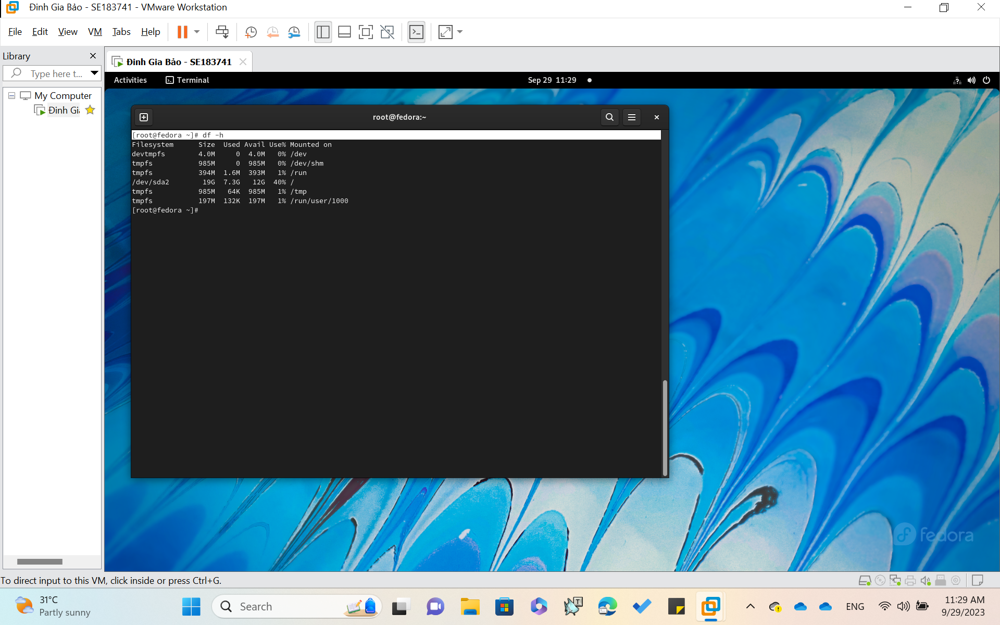 Đinh Gia Bảo - SE183741 - VMware Workstation
File Edit View VM Tabs Help
Library
Type here t...
My Computer
Đinh Gia
Đinh Gia Bảo - SE183741
Activities Terminal Sep 29 11:29
root@fedora:~
[root@fedora ~]# df -h
Filesystem Size Used Avail Use% Mounted on
devtmpfs 4.0M 0 4.0M 0% /dev
tmpfs 985M 0 985M 0% /dev/shm
tmpfs 394M 1.6M 393M 1% /run
/dev/sda2 19G 7.3G 12G 40% /
tmpfs 985M 64K 985M 1% /tmp
tmpfs 197M 132K 197M 1% /run/user/1000
[root@fedora ~]#
fedora
To direct input to this VM, click inside or press Ctrl+G.
31°C
Partly sunny
Search
T
ENG
11:29 AM
9/29/2023